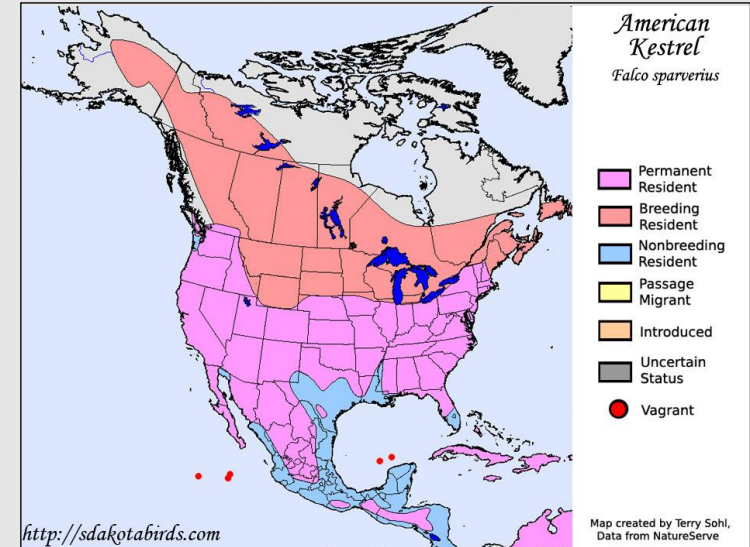 American
Kestrel
Falco sparverius
Permanent
Resident
Breeding
Resident
Nonbreeding
Resident
Passage
Migrant
Introduced
Uncertain
Status
Vagrant
http://sdakotabirds.com
Map created by Terry Sohl,
Data from NatureServe